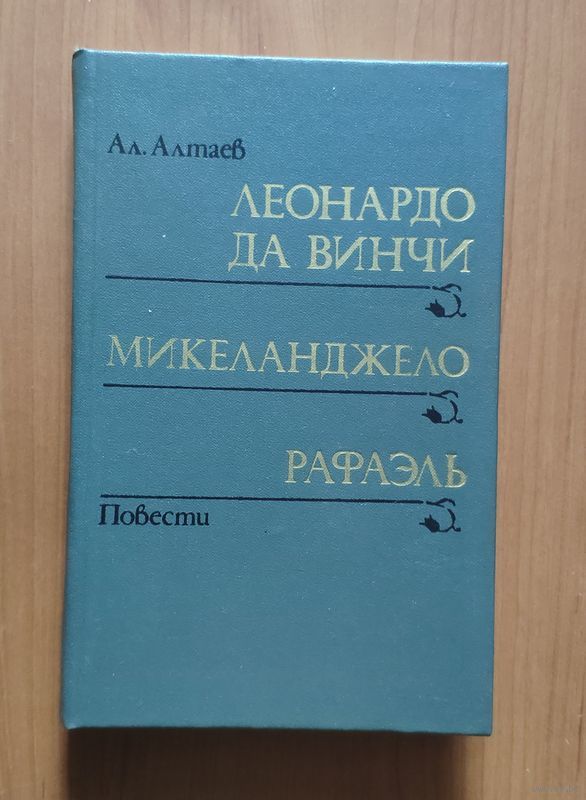 Ал. Алтаев
ЛЕОНАРДО
ДА ВИНЧИ
МИКЕЛАНДЖЕЛО
РАФАЭЛЬ
Повести